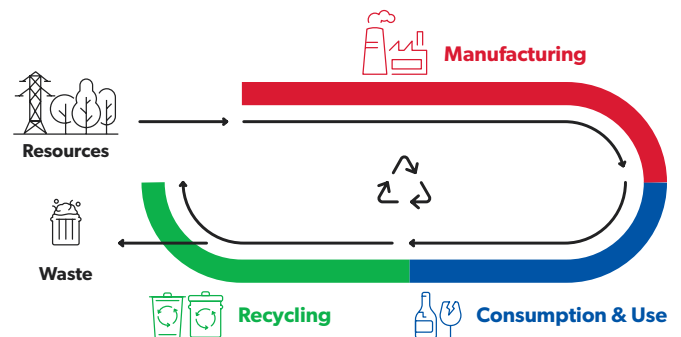 Manufacturing
Resources
Waste
Recycling
Consumption & Use